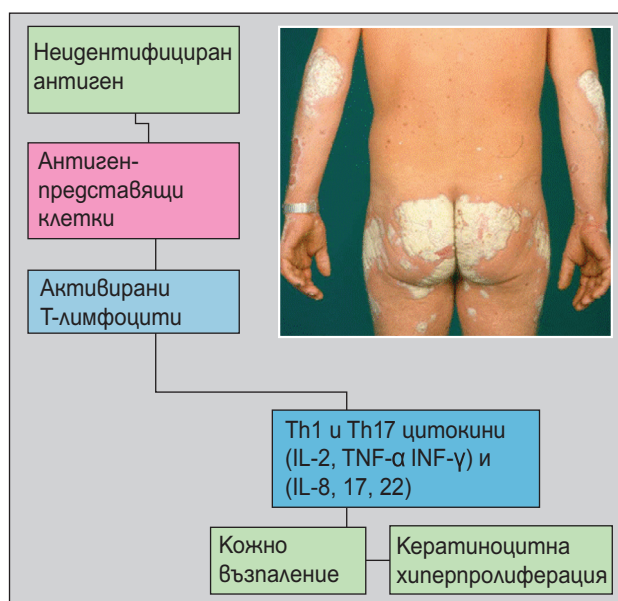 Неидентифициран
антиген
Антиген-
представящи
клетки
Активирани
Т-лимфоцити
Th1 и Th17 цитокини
(IL-2, TNF-α INF-γ) и
(IL-8, 17, 22)
Кожно
възпаление
Кератиноцитна
хиперпролиферация